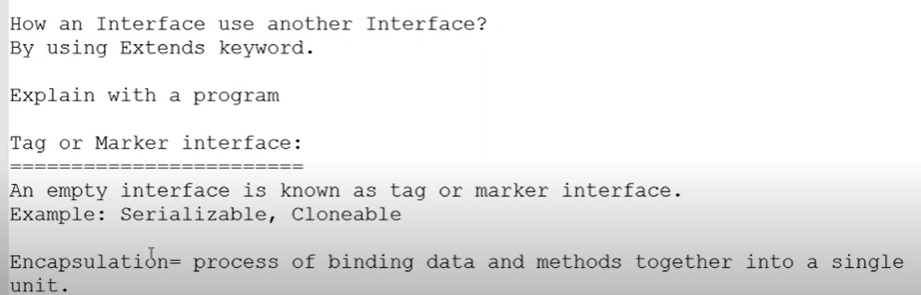 How an Interface use another Interface?
By using Extends keyword.
Explain with a program
Tag or Marker interface:
========================
An empty interface is known as tag or marker interface.
Example: Serializable, Cloneable
Encapsulation= process of binding data and methods together into a single
unit.